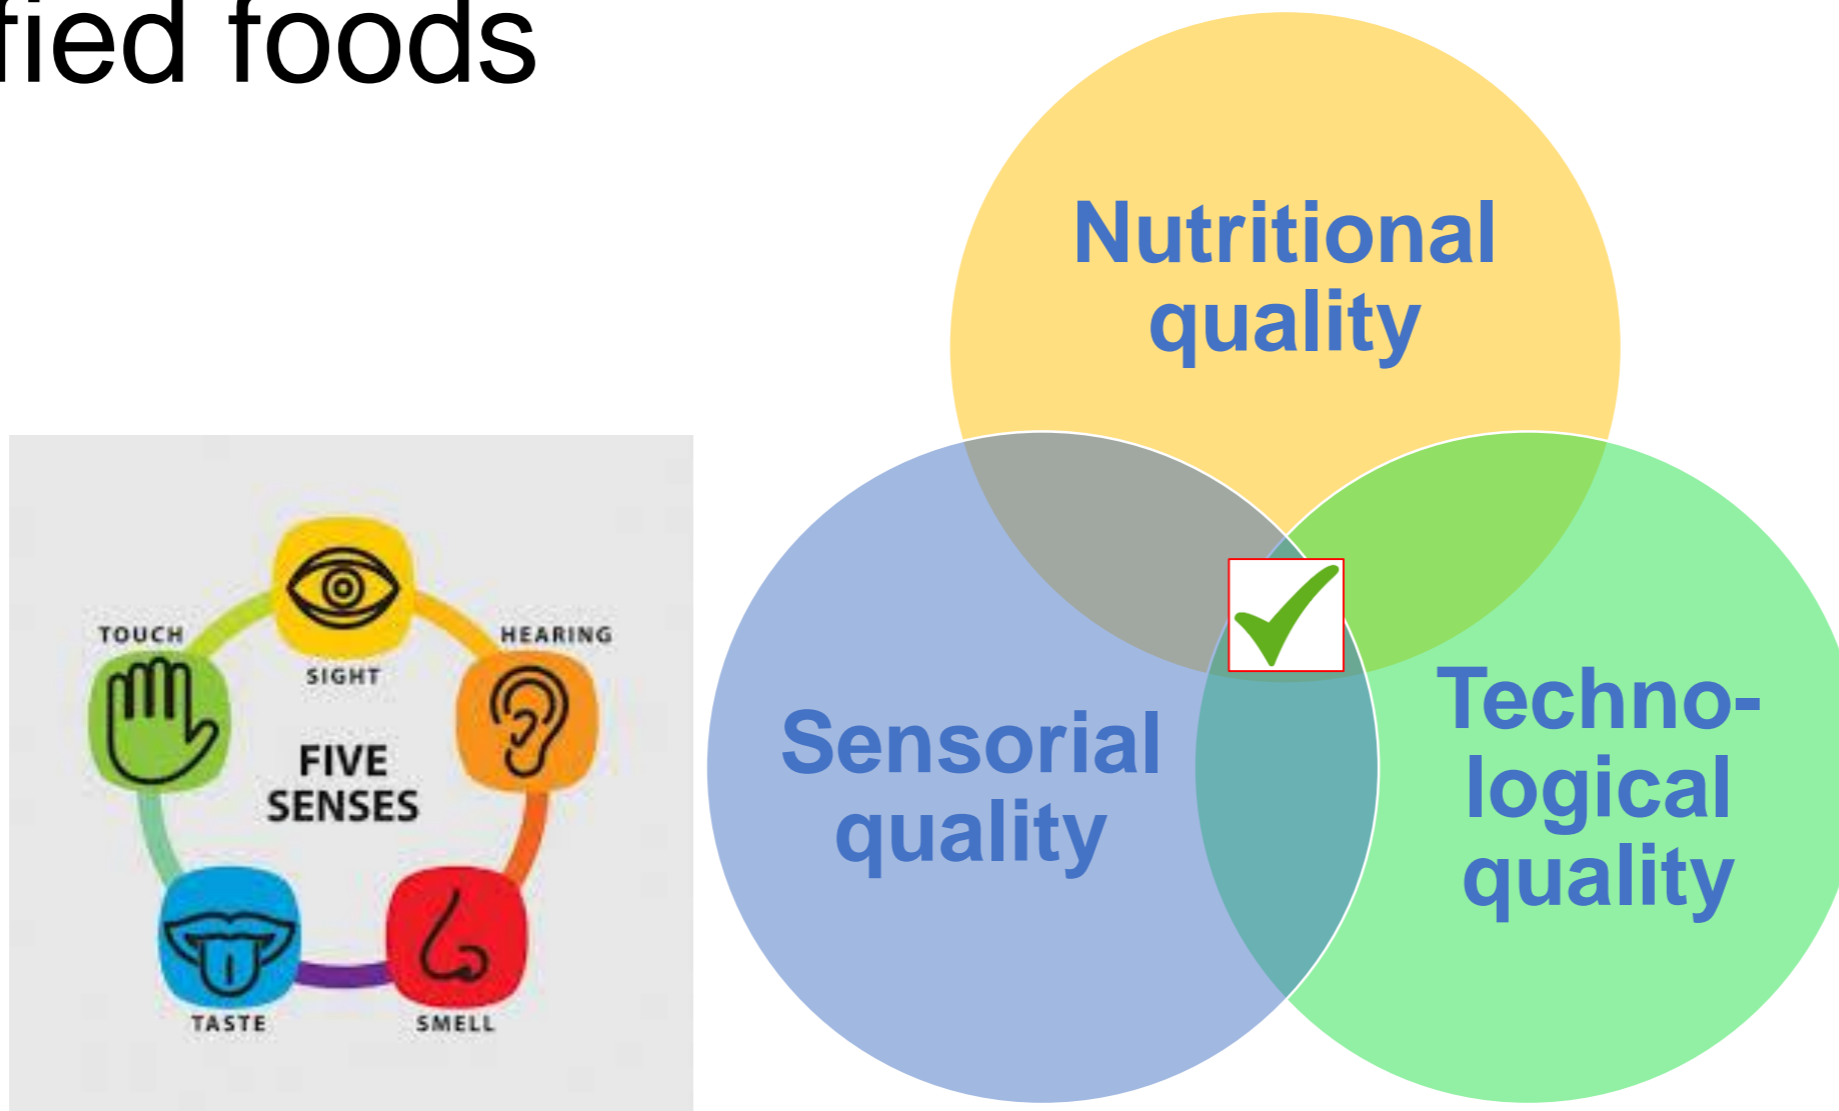 fied foods
Nutritional
quality
Sensorial
quality
Techno-
logical
quality
TOUCH
HEARING
SIGHT
FIVE
SENSES
TASTE
SMELL